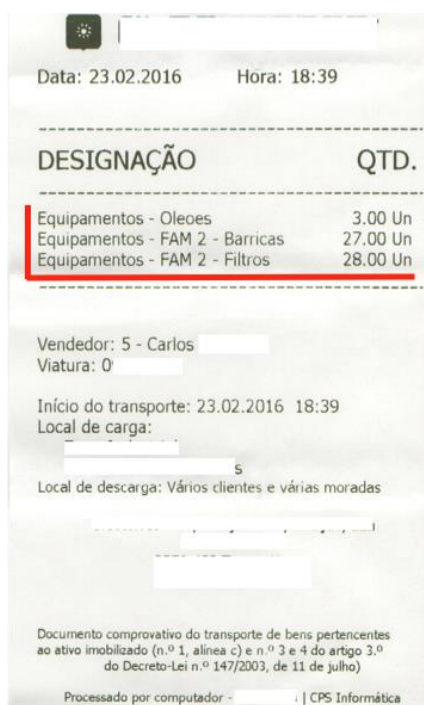 Data: 23.02.2016 Hora: 18:39
DESIGNAÇÃO QTD.
Equipamentos - Oleoes 3.00 Un
Equipamentos - FAM 2 - Barricas 27.00 Un
Equipamentos - FAM 2 - Filtros 28.00 Un
Vendedor: 5 - Carlos
Viatura: 0
Início do transporte: 23.02.2016 18:39
Local de carga:
s
Local de descarga: Vários clientes e várias moradas
Documento comprovativo do transporte de bens pertencentes
ao ativo imobilizado (n.º 1, alinea c) e n.º 3 e 4 do artigo 3.º
do Decreto-Lei n.º 147/2003, de 11 de julho)
Processado por computador - | CPS Informática